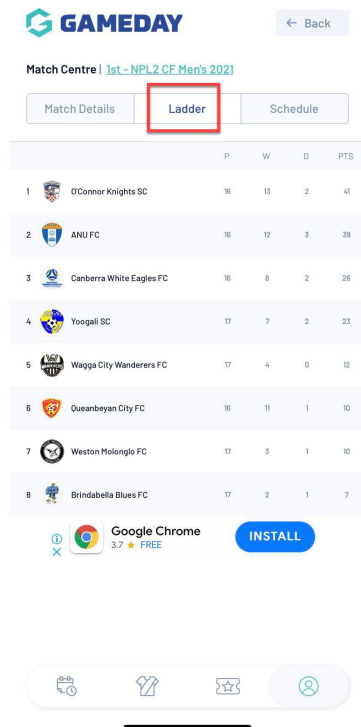 GAMEDAY
← Back
Match Centre | 1st - NPL2 CF Men's 2021
Match Details Ladder Schedule
P W D PTS
1 O'Connor Knights SC 16 13 2 41
2 ANU FC 16 12 3 39
3 Canberra White Eagles FC 16 8 2 26
4 Yoogali SC 17 7 2 23
5 Wagga City Wanderers FC 17 4 0 12
6 Queanbeyan City FC 16 11 1 10
7 Weston Molonglo FC 17 3 1 10
8 Brindabella Blues FC 17 2 1 7
Google Chrome
3.7 ★ FREE
INSTALL